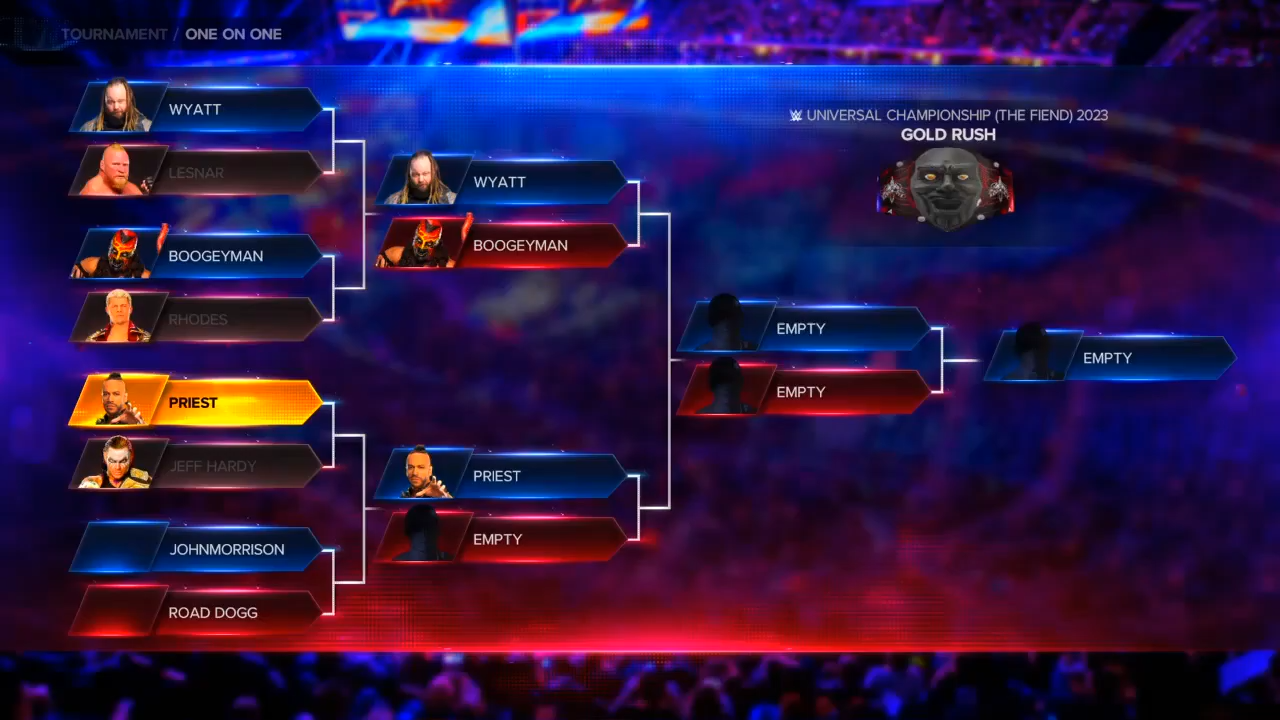 TOURNAMENT / ONE ON ONE
UNIVERSAL CHAMPIONSHIP (THE FIEND) 2023
GOLD RUSH
WYATT
LESNAR
BOOGEYMAN
RHODES
PRIEST
JEFF HARDY
JOHNMORRISON
ROAD DOGG
WYATT
BOOGEYMAN
PRIEST
EMPTY
EMPTY
EMPTY
EMPTY